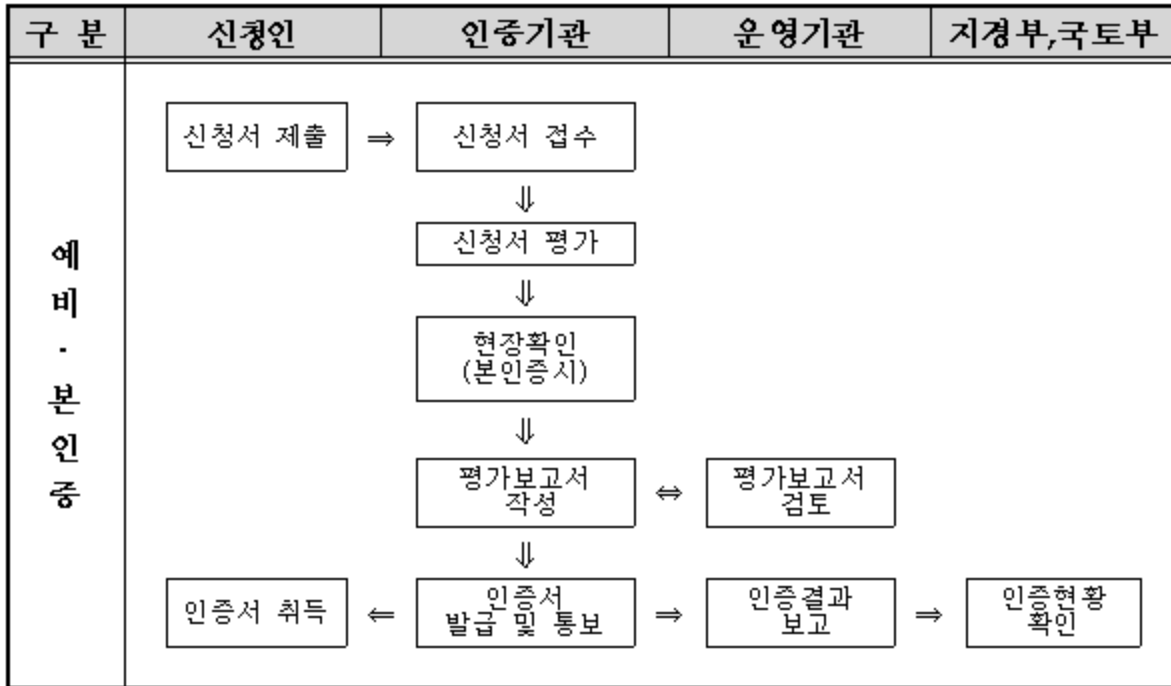 구 분 신청인 인증기관 운영기관 지경부,국토부
예
비
·
본
인
증
신청서 제출 ⇒ 신청서 접수
⇓
신청서 평가
⇓
현장확인
(본인증시)
⇓
평가보고서
작성
⇔
평가보고서
검토
⇓
인증서 취득 ⇐
인증서
발급 및 통보
⇒
인증결과
보고
⇒
인증현황
확인